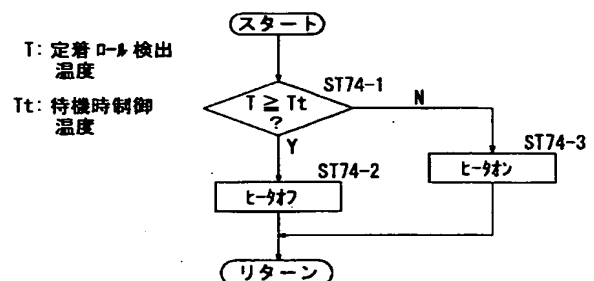 スタート
T: 定着ロール検出
温度
Tt: 待機時制御
温度
ST74-1
T ≧ Tt
?
N
Y
ST74-3
ヒータオン
ST74-2
ヒータオフ
リターン